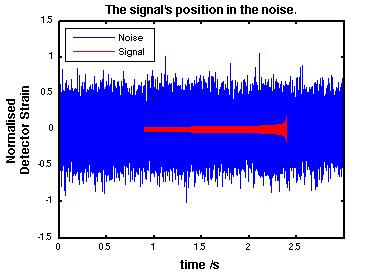 The signal's position in the noise.
1.5
Noise
Signal
1
0.5
0
-0.5
-1
-1.5
Normalised
Detector Strain
0 0.5 1 1.5 2 2.5
time /s